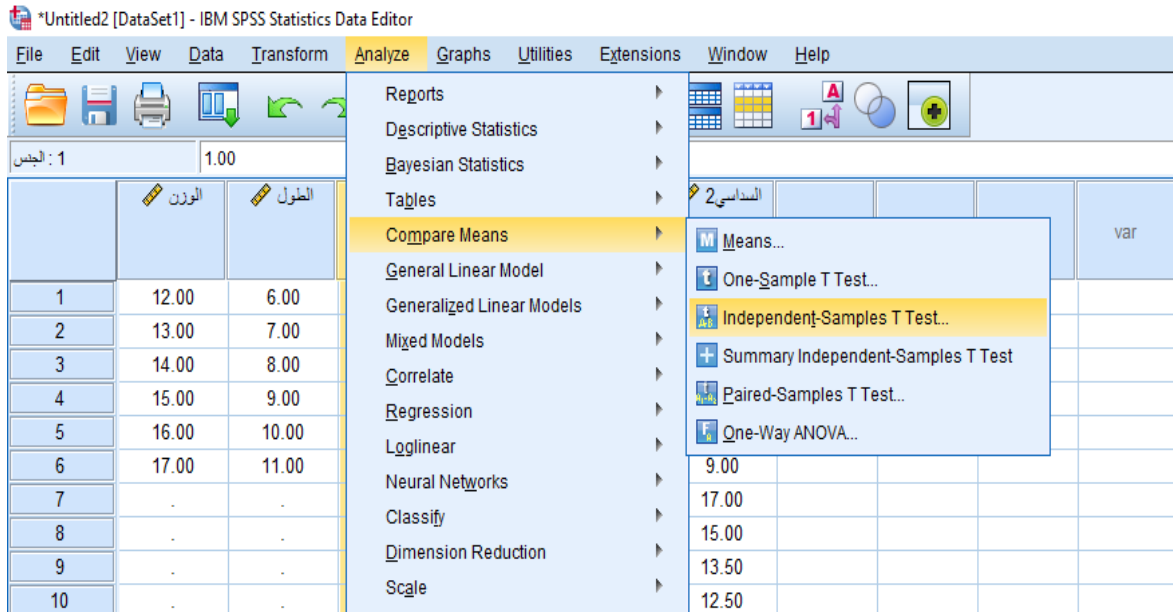 *Untitled2 [DataSet1] - IBM SPSS Statistics Data Editor
File Edit View Data Transform Analyze Graphs Utilities Extensions Window Help
1 : الجنس 1.00
الوزن الطول السداسي2 var
1 12.00 6.00
2 13.00 7.00
3 14.00 8.00
4 15.00 9.00
5 16.00 10.00
6 17.00 11.00 9.00
7 . . 17.00
8 . . 15.00
9 . . 13.50
10 . . 12.50
Reports
Descriptive Statistics
Bayesian Statistics
Tables
Compare Means
General Linear Model
Generalized Linear Models
Mixed Models
Correlate
Regression
Loglinear
Neural Networks
Classify
Dimension Reduction
Scale
M Means...
t One-Sample T Test...
Independent-Samples T Test...
Summary Independent-Samples T Test
Paired-Samples T Test...
One-Way ANOVA...
A
1